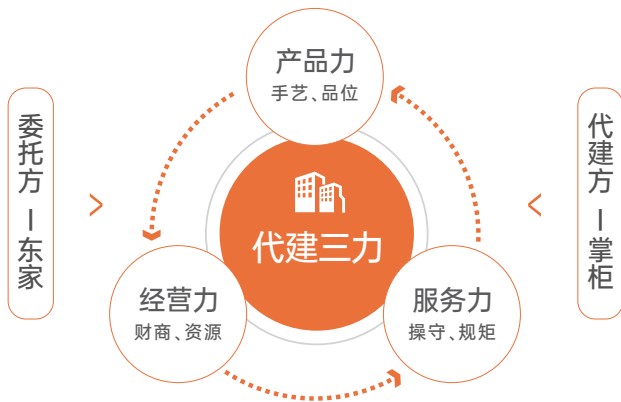 产品力
手艺、品位
委托方－东家
代建三力
代建方－掌柜
经营力
财商、资源
服务力
操守、规矩